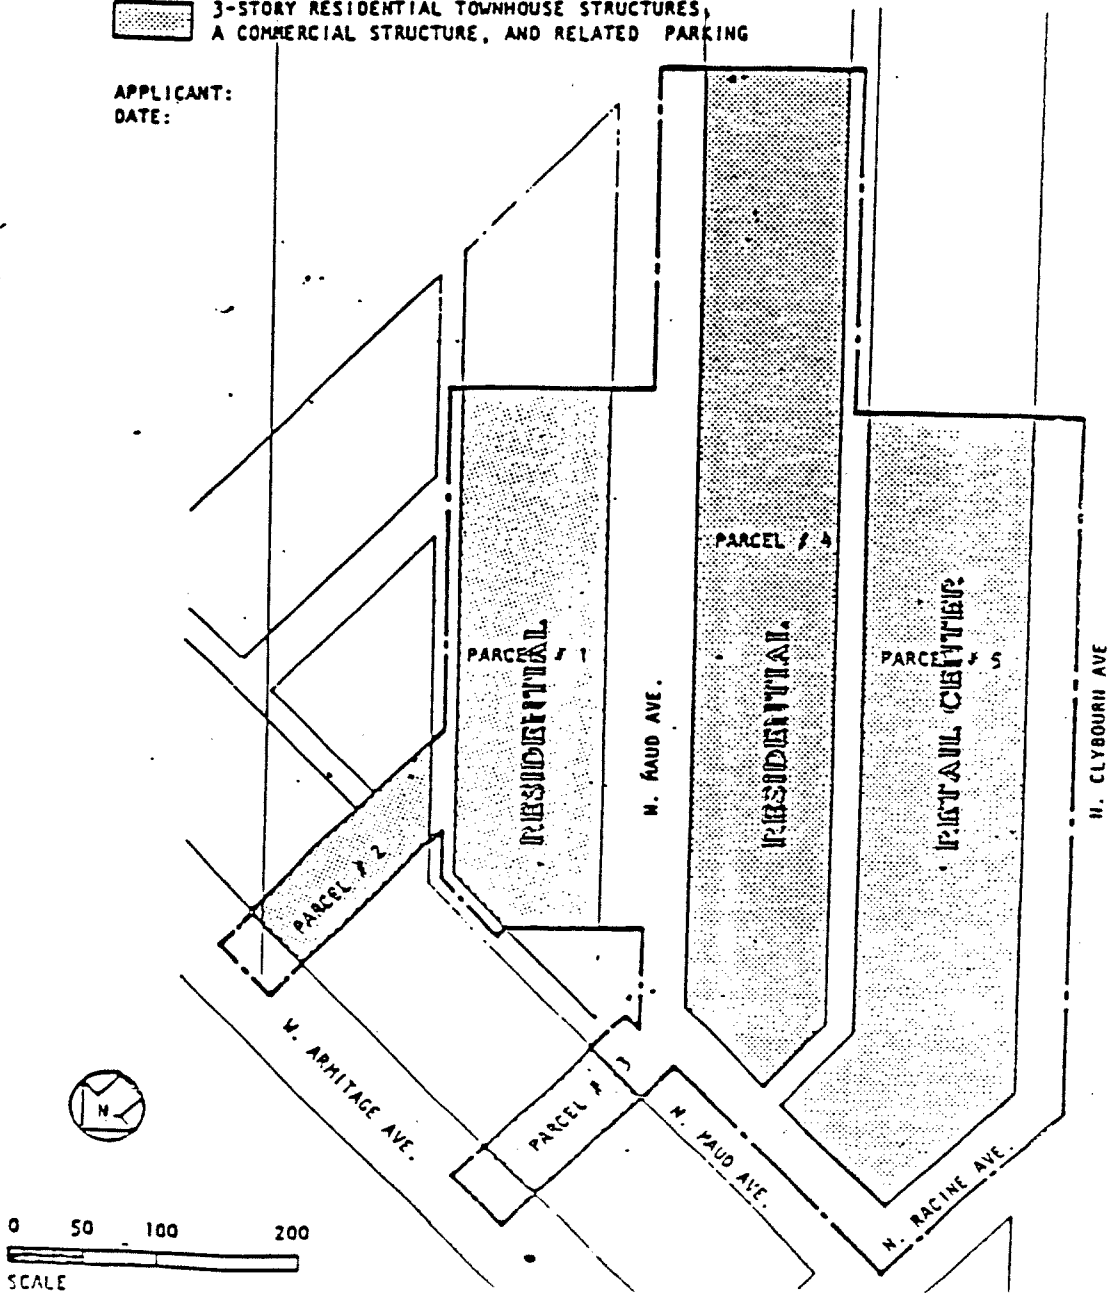 3-STORY RESIDENTIAL TOWNHOUSE STRUCTURES,
A COMMERCIAL STRUCTURE, AND RELATED PARKING
APPLICANT:
DATE:
PARCEL # 4
PARCEL # 1
RESIDENTIAL
W. MAUD AVE.
RESIDENTIAL
PARCEL # 5
RETAIL CENTER
N. CLYBOURN AVE
PARCEL # 2
W. ARMITAGE AVE.
PARCEL # 3
N. MAUD AVE.
N. RACINE AVE.
N
0 50 100 200
SCALE